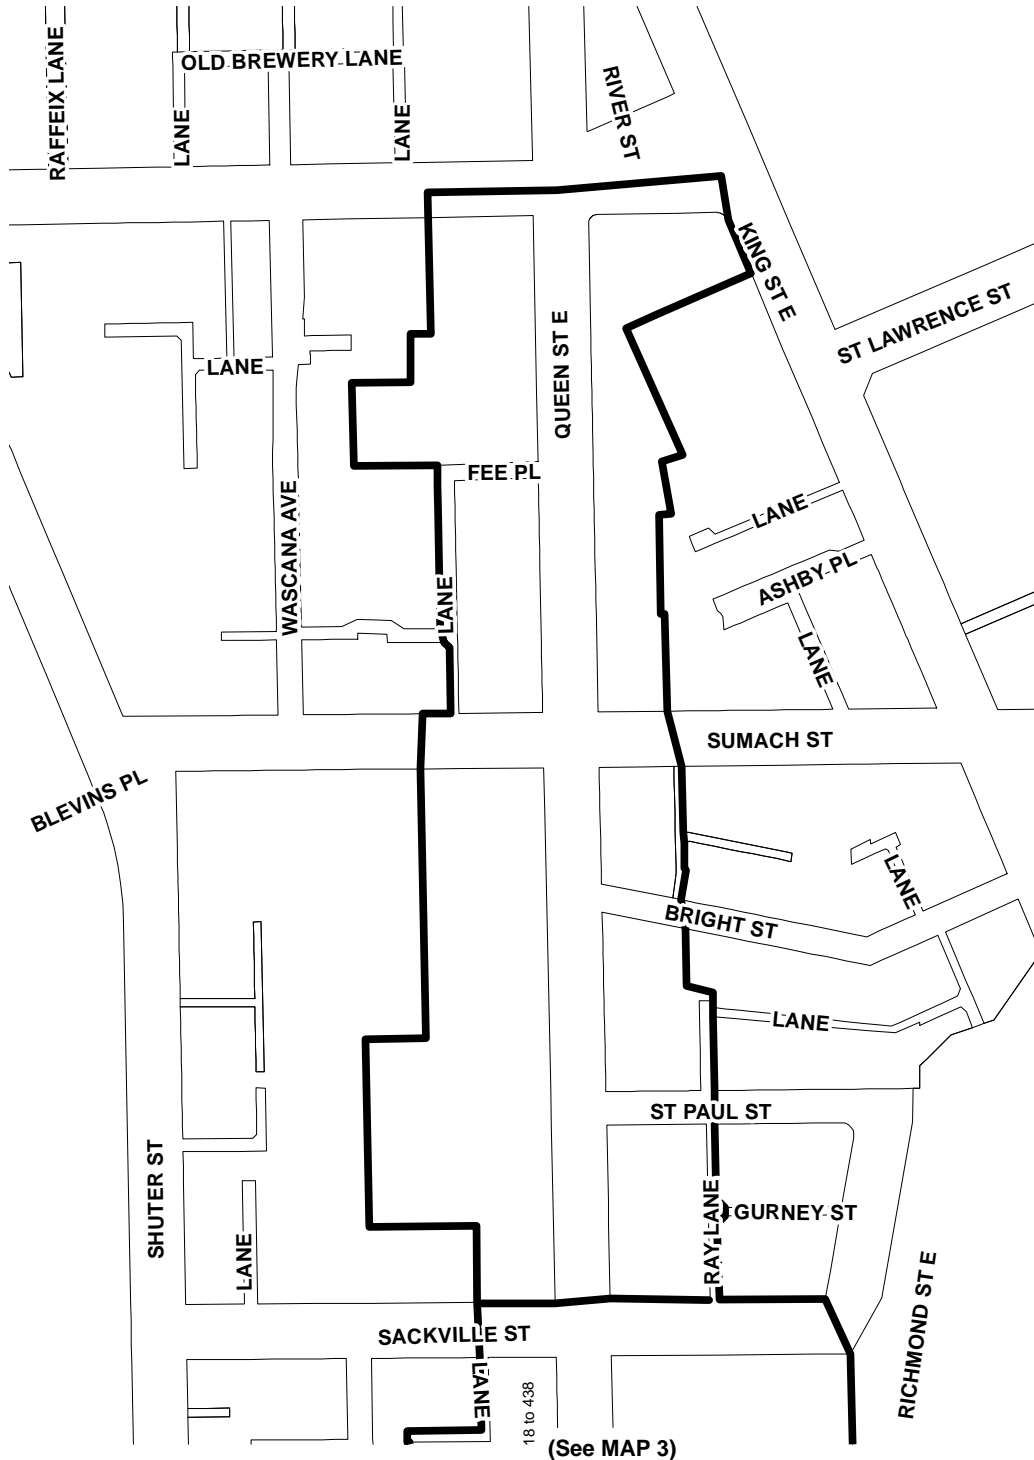 RAFFEIX LANE
OLD BREWERY LANE
LANE
LANE
RIVER ST
KING ST E
ST LAWRENCE ST
LANE
QUEEN ST E
FEE PL
WASCANA AVE
LANE
LANE
ASHBY PL
LANE
SUMACH ST
BLEVINS PL
LANE
BRIGHT ST
LANE
ST PAUL ST
SHUTER ST
LANE
RAY LANE
GURNEY ST
RICHMOND ST E
SACKVILLE ST
LANE
18 to 438
(See MAP 3)